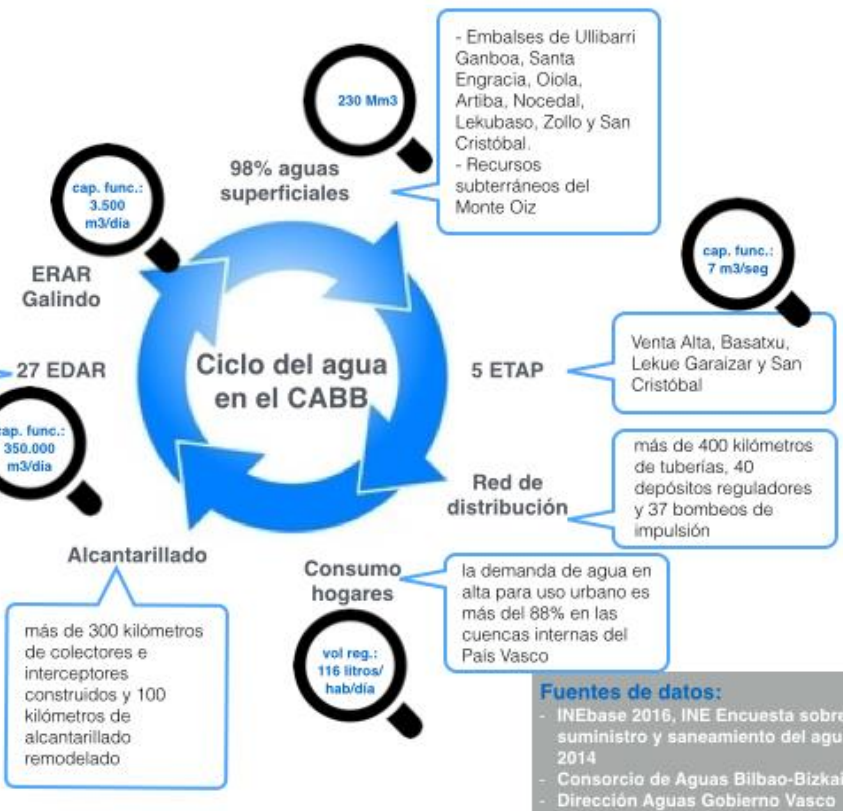 - Embalses de Ullibarri
Ganboa, Santa
Engracia, Oiola,
Artiba, Nocedal,
Lekubaso, Zollo y San
Cristóbal.
- Recursos
subterráneos del
Monte Oiz
230 Mm3
98% aguas
superficiales
cap. func.:
3.500
m3/día
ERAR
Galindo
cap. func.:
7 m3/seg
Venta Alta, Basatxu,
Lekue Garaizar y San
Cristóbal
5 ETAP
Ciclo del agua
en el CABB
27 EDAR
cap. func.:
350.000
m3/día
más de 400 kilómetros
de tuberías, 40
depósitos reguladores
y 37 bombeos de
impulsión
Red de
distribución
Alcantarillado
más de 300 kilómetros
de colectores e
interceptores
construidos y 100
kilómetros de
alcantarillado
remodelado
Consumo
hogares
la demanda de agua en
alta para uso urbano es
más del 88% en las
cuencas internas del
País Vasco
vol reg.:
116 litros/
hab/día
Fuentes de datos:
- INEbase 2016, INE Encuesta sobre
suministro y saneamiento del agu
2014
- Consorcio de Aguas Bilbao-Bizkai
- Dirección Aguas Gobierno Vasco